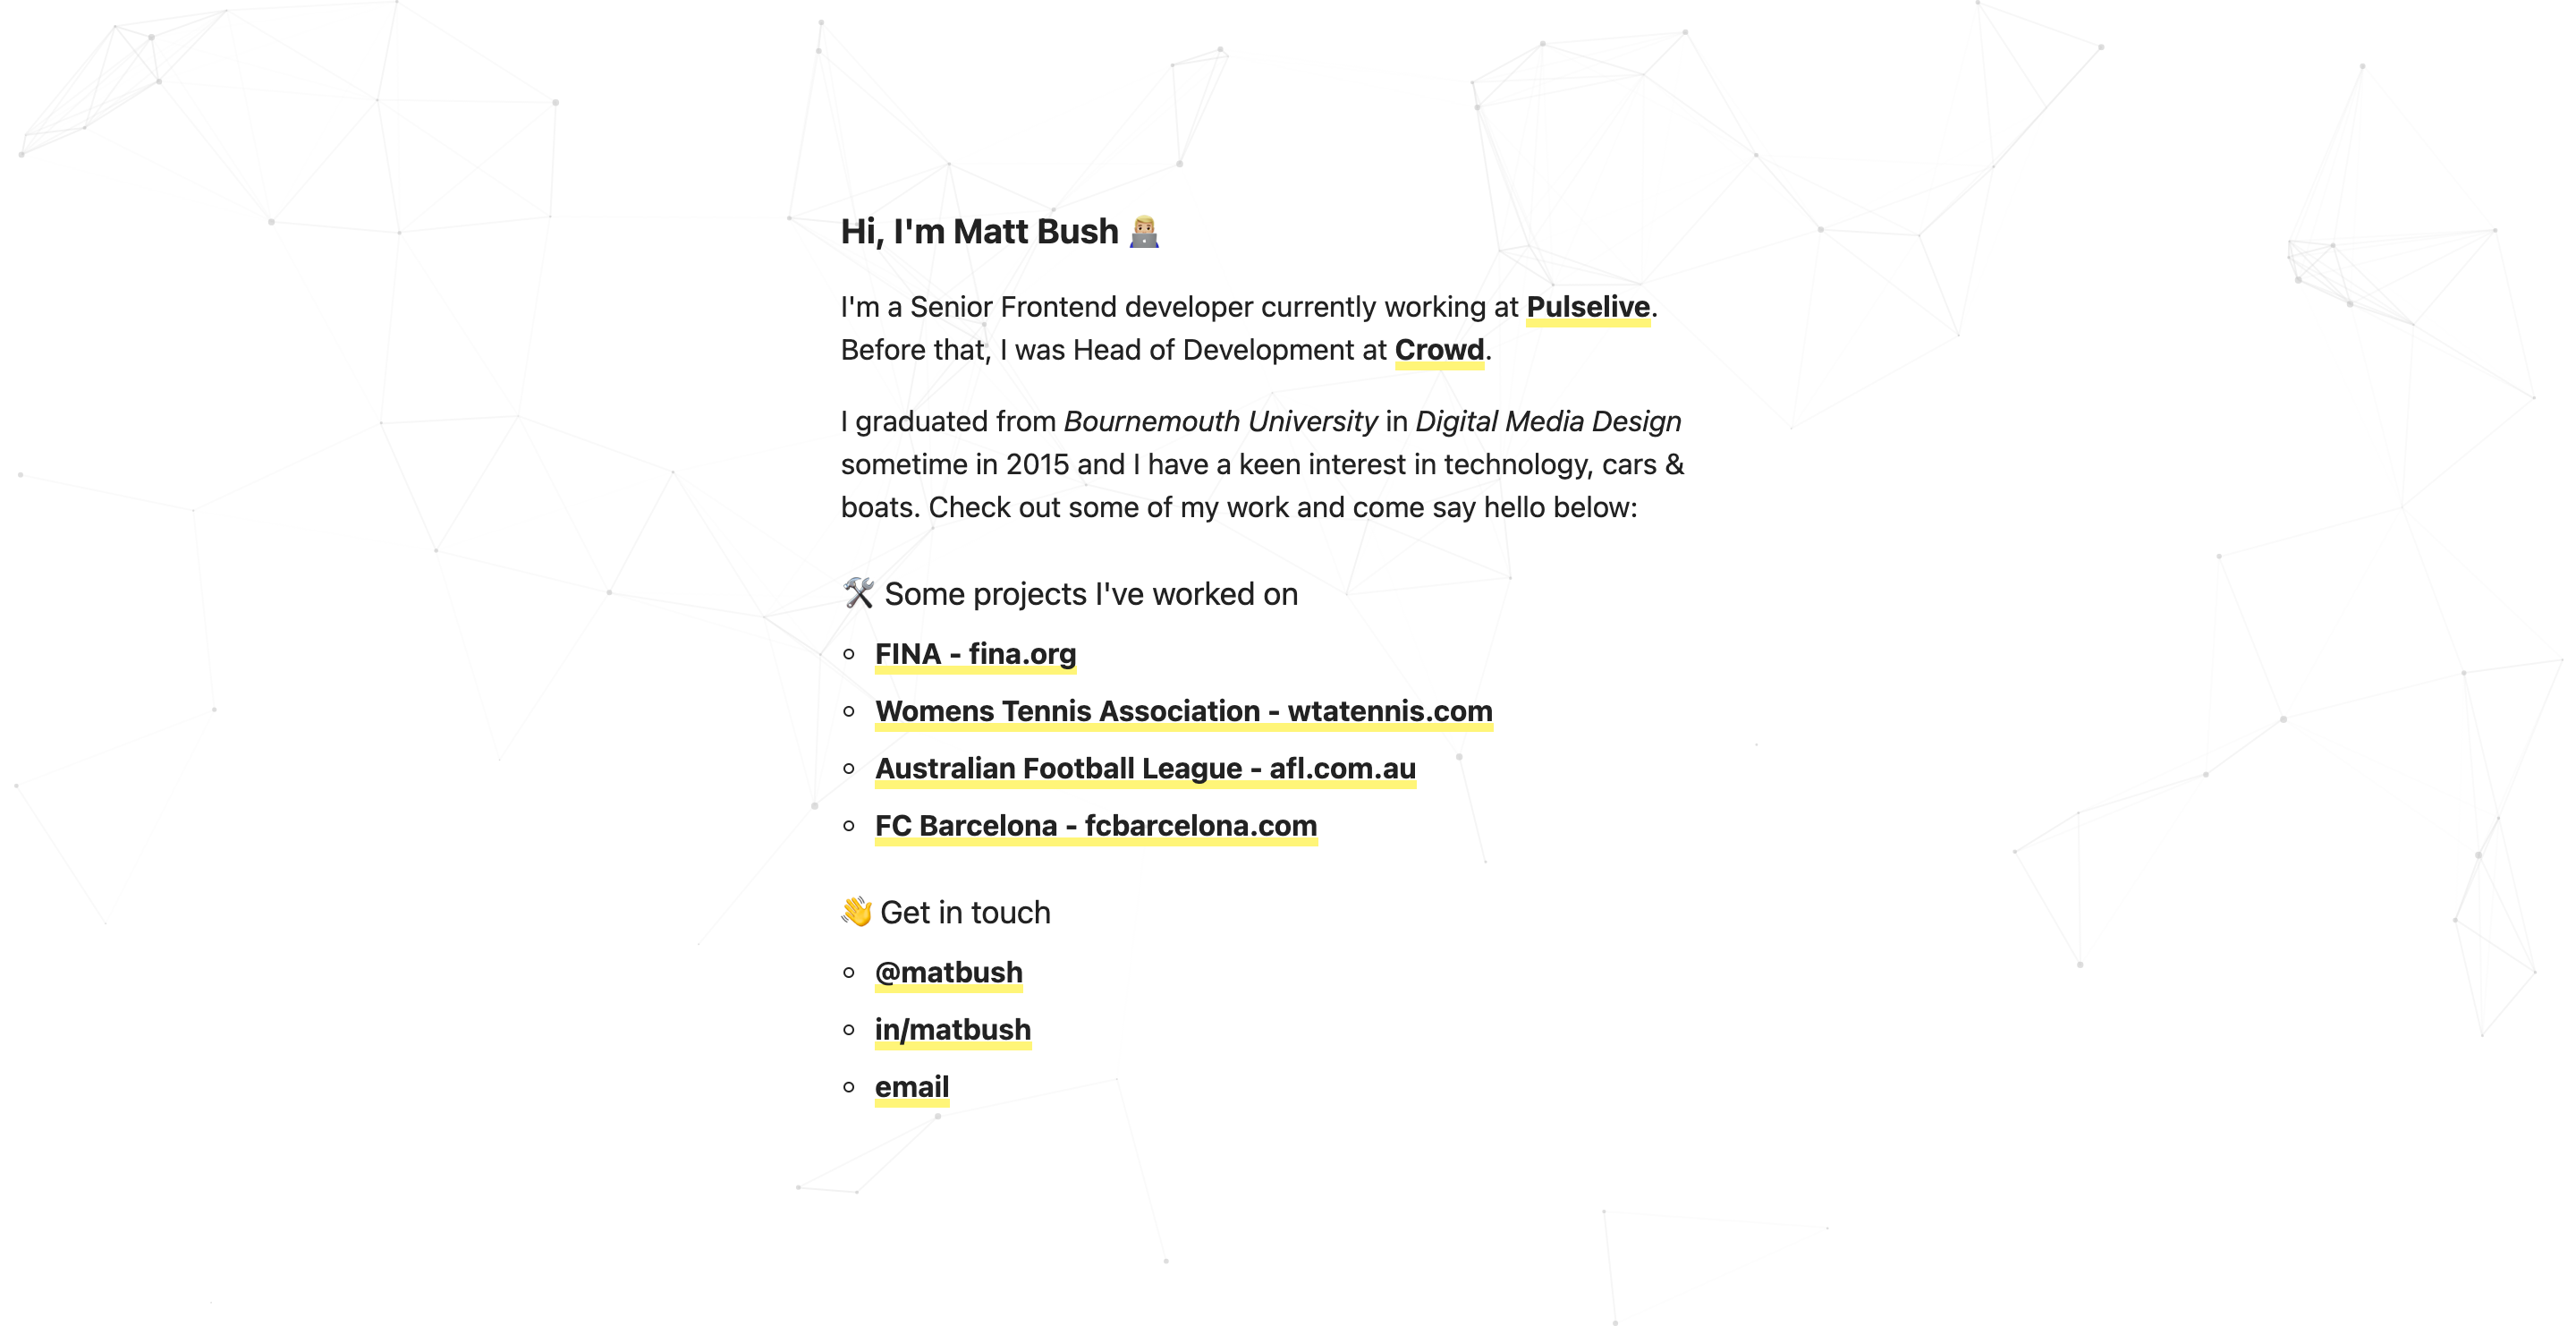 Hi, I'm Matt Bush 👨🏼‍💻
I'm a Senior Frontend developer currently working at Pulselive.
Before that, I was Head of Development at Crowd.
I graduated from Bournemouth University in Digital Media Design
sometime in 2015 and I have a keen interest in technology, cars &
boats. Check out some of my work and come say hello below:
🛠 Some projects I've worked on
FINA - fina.org
Womens Tennis Association - wtatennis.com
Australian Football League - afl.com.au
FC Barcelona - fcbarcelona.com
👋 Get in touch
@matbush
in/matbush
email